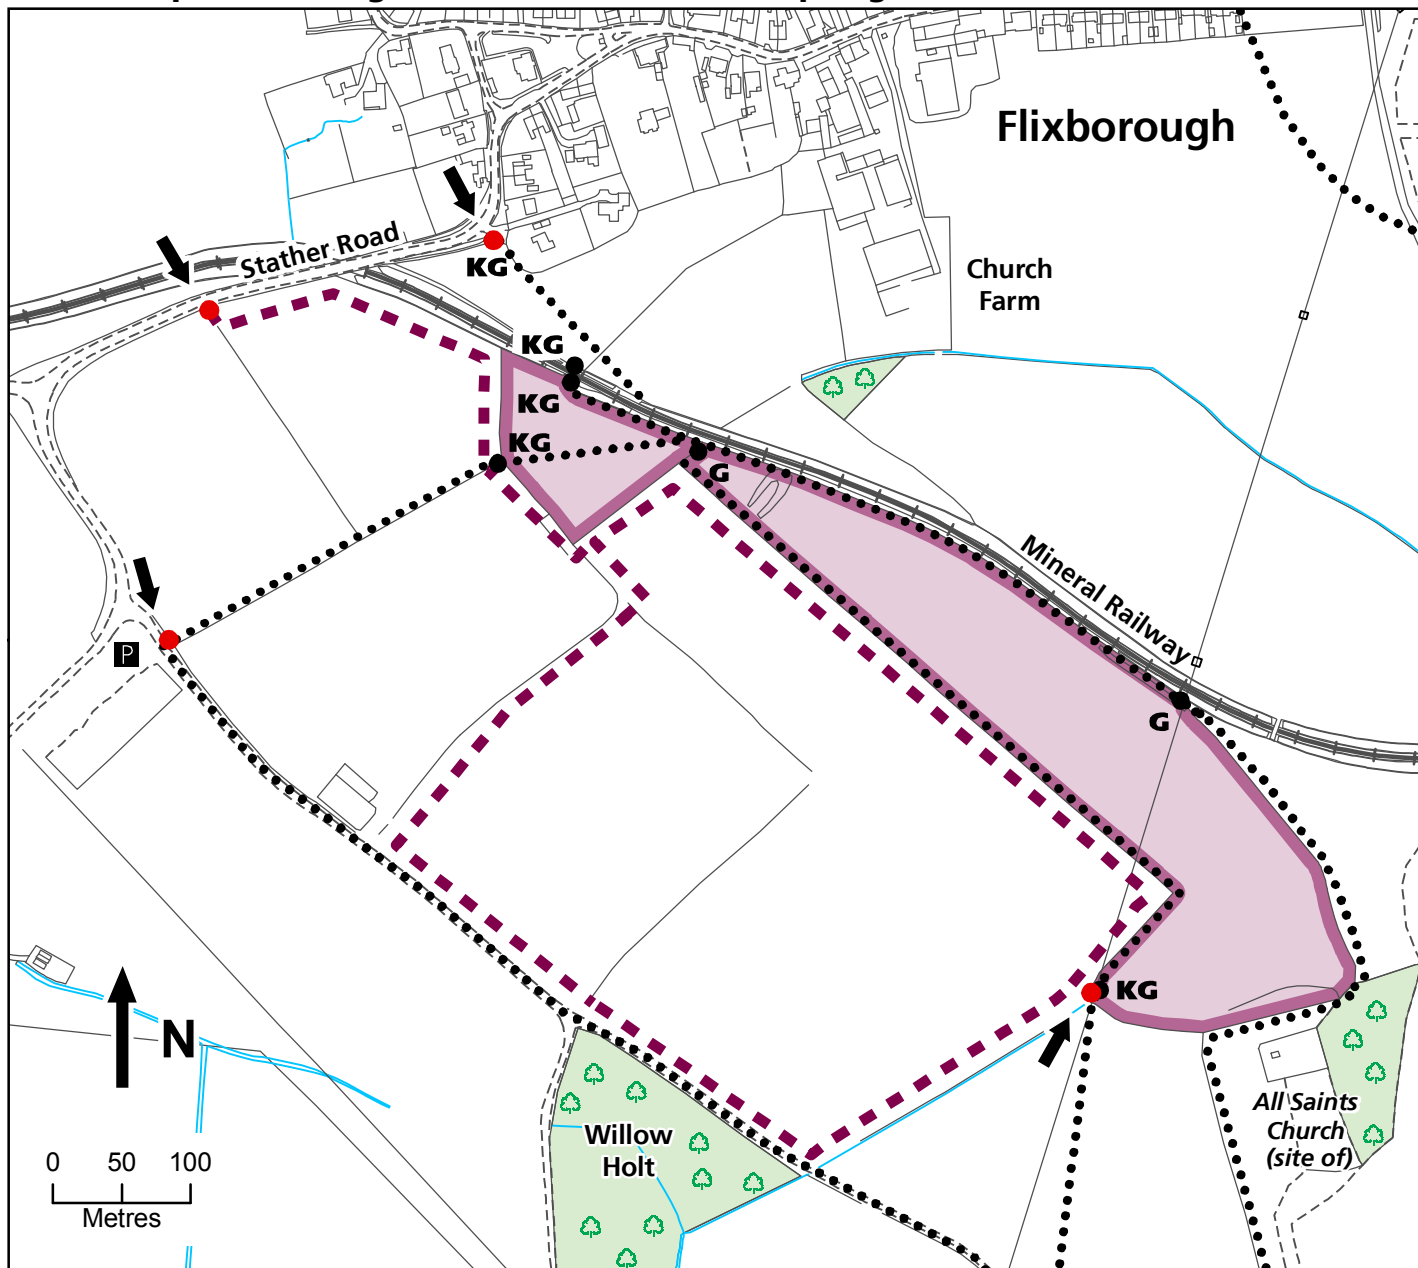 Flixborough
Stather Road
KG
Church
Farm
KG
KG
KG
G
Mineral Railway
P
G
KG
N
All Saints
Church
(site of)
Willow
Holt
0 50 100
Metres